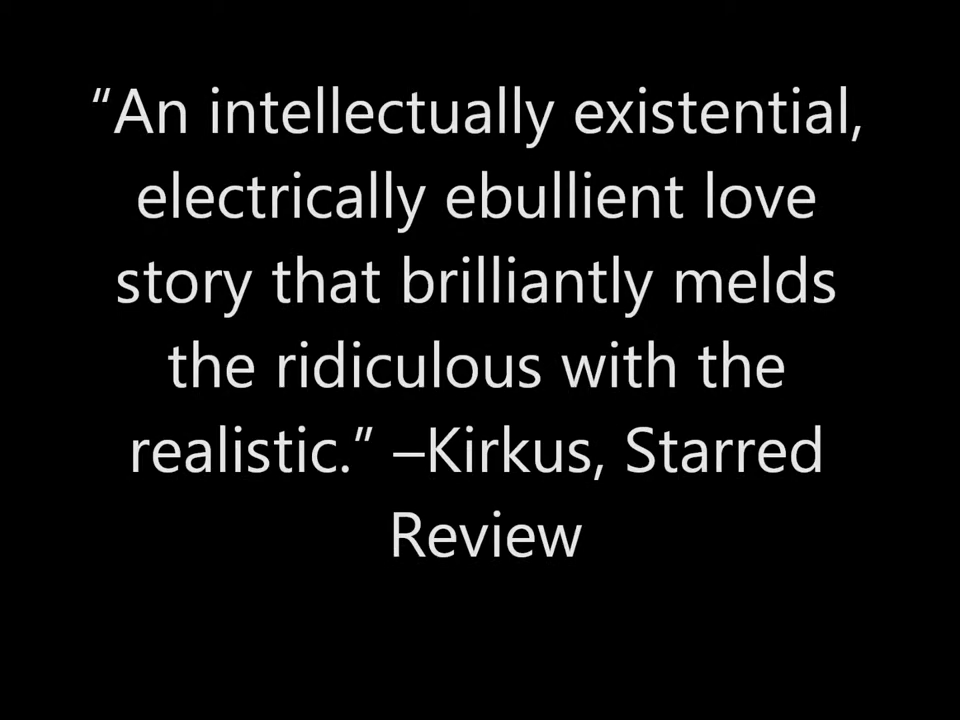 “An intellectually existential,
electrically ebullient love
story that brilliantly melds
the ridiculous with the
realistic.” –Kirkus, Starred
Review